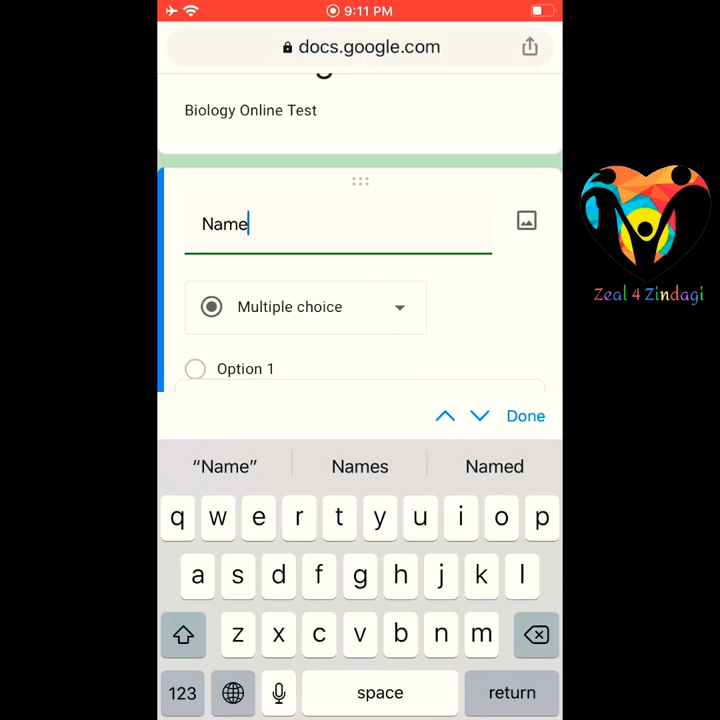 9:11 PM
docs.google.com
Biology Online Test
Name
Multiple choice
Option 1
Done
“Name” Names Named
q w e r t y u i o p
a s d f g h j k l
z x c v b n m
123 space return
Zeal 4 Zindagi